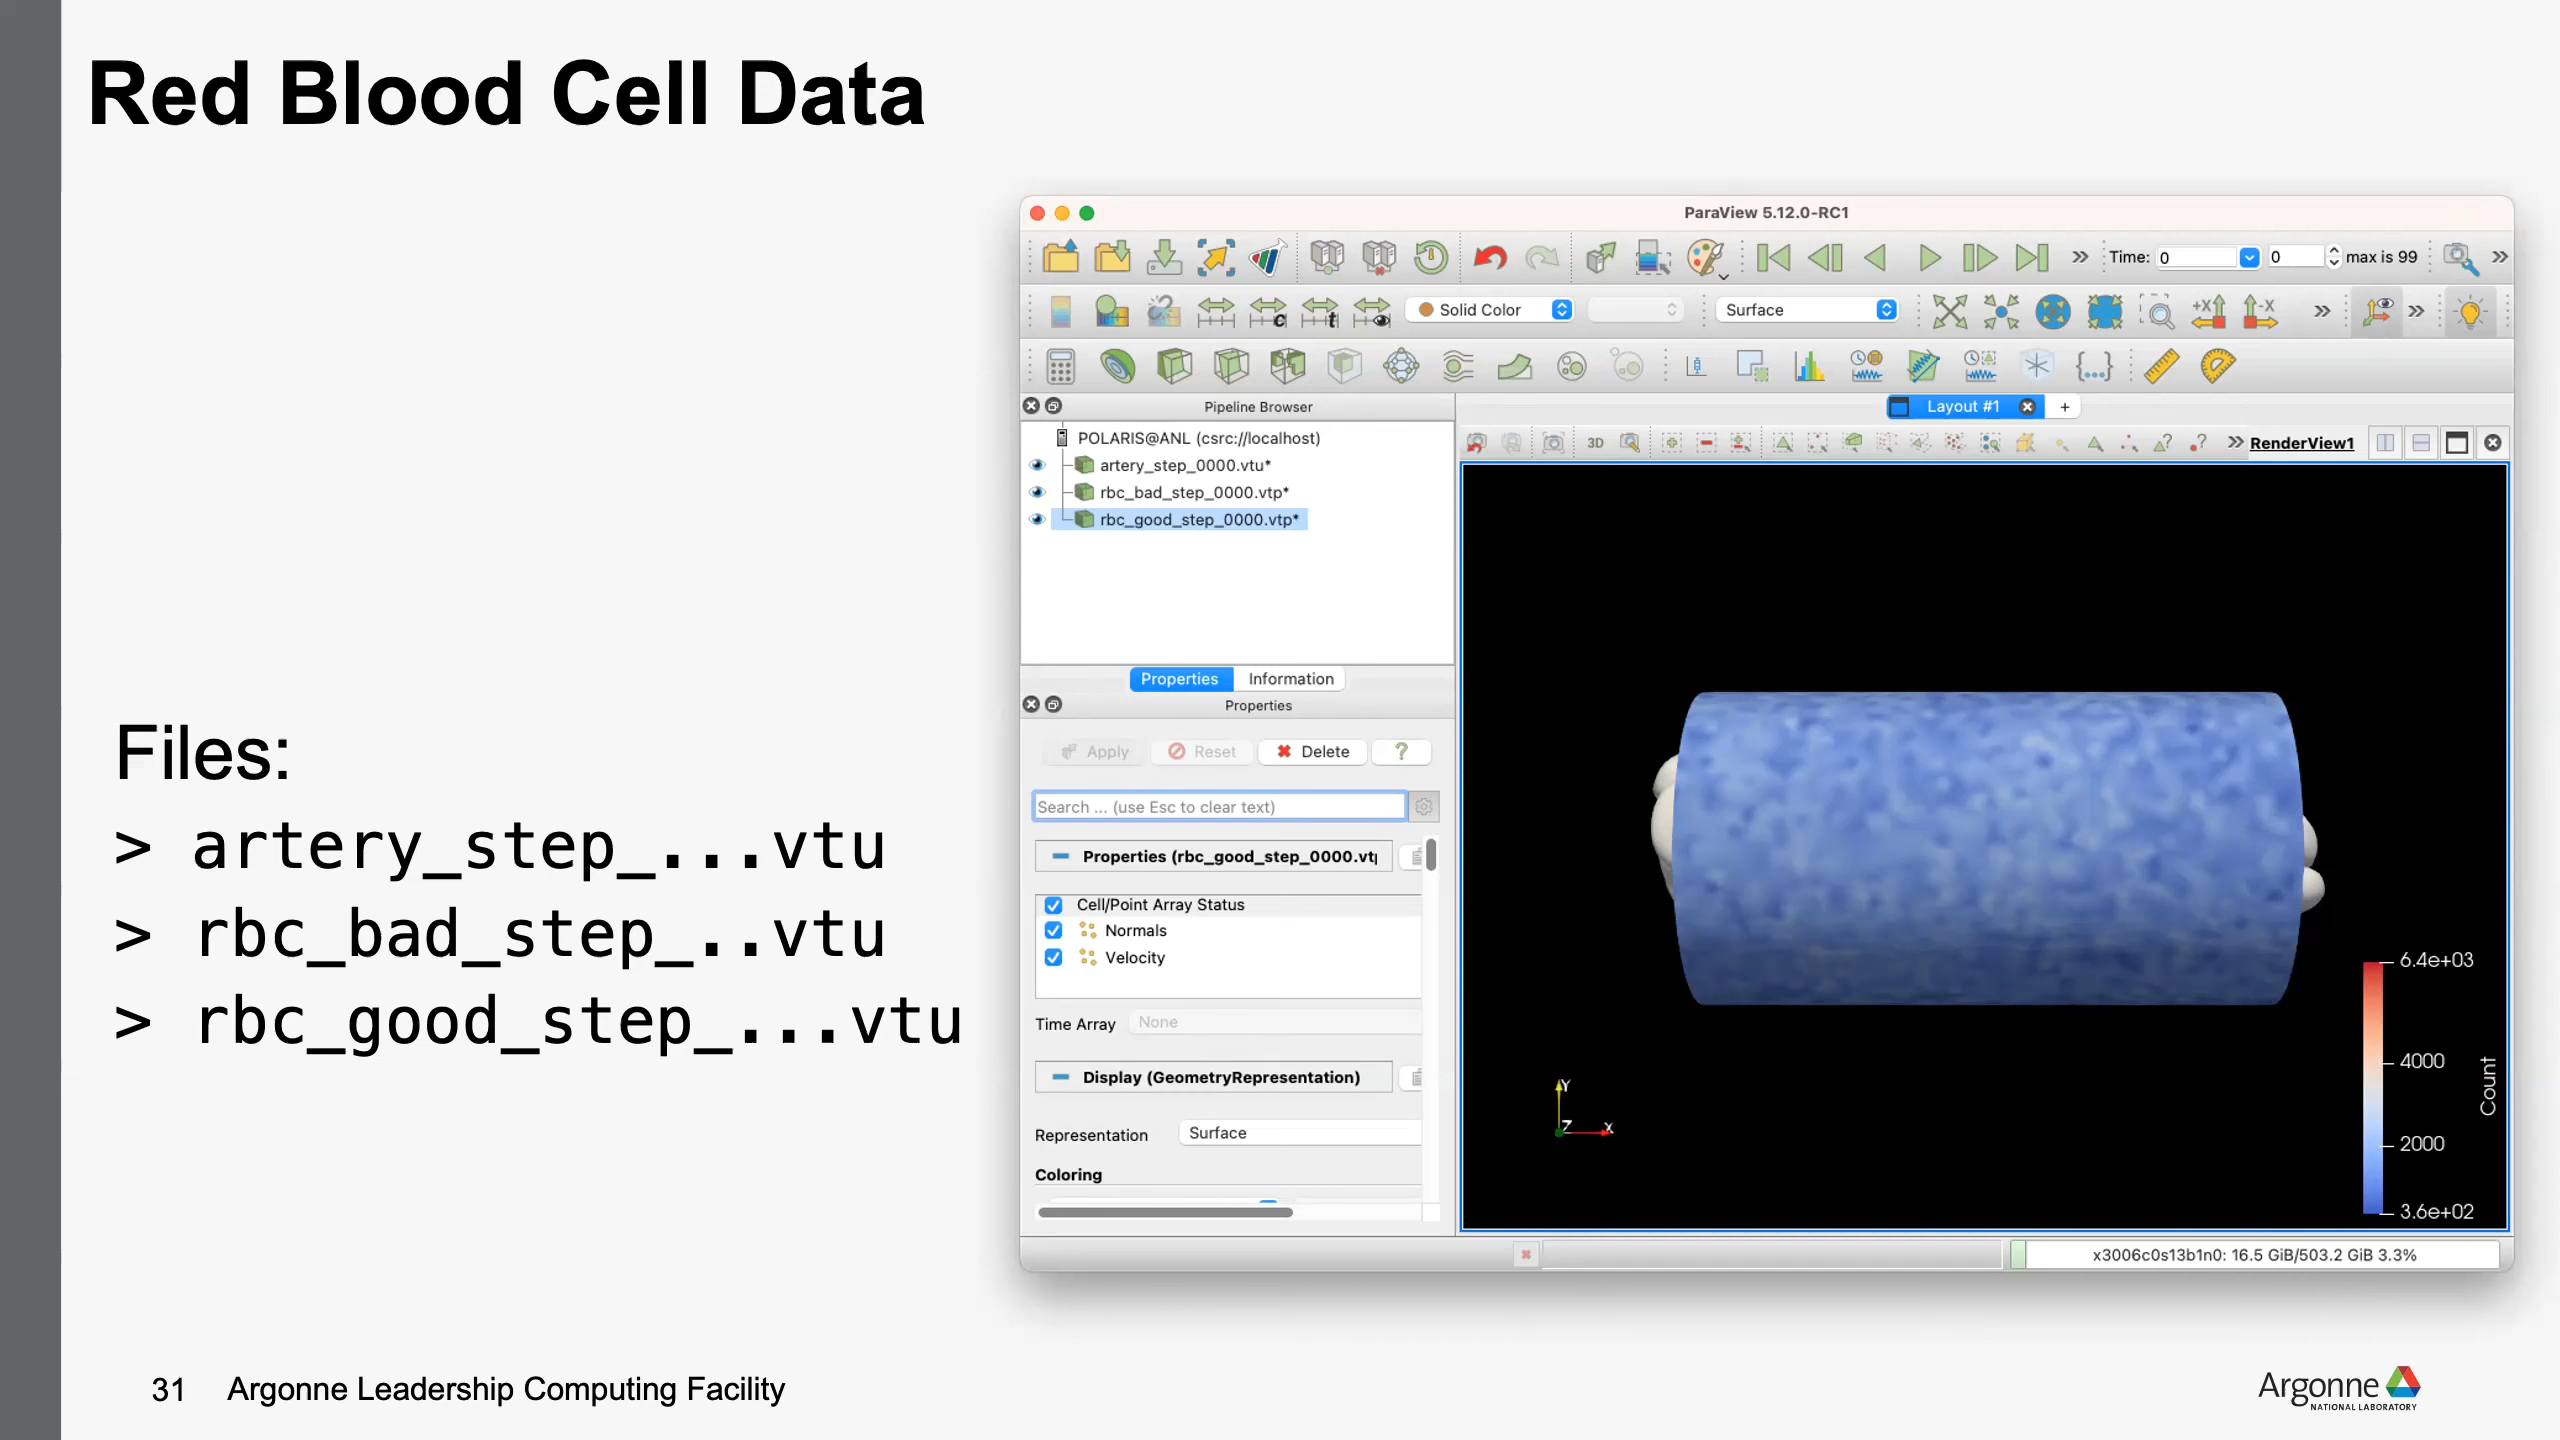 Red Blood Cell Data
Files:
> artery_step_...vtu
> rbc_bad_step_..vtu
> rbc_good_step_...vtu
ParaView 5.12.0-RC1
Time: 0 0 max is 99
Solid Color Surface +X -X
Pipeline Browser
POLARIS@ANL (csrc://localhost)
artery_step_0000.vtu*
rbc_bad_step_0000.vtp*
rbc_good_step_0000.vtp*
Properties Information
Properties
Apply Reset Delete ?
Search ... (use Esc to clear text)
Properties (rbc_good_step_0000.vt
Cell/Point Array Status
Normals
Velocity
Time Array None
Display (GeometryRepresentation)
Representation Surface
Coloring
Layout #1 +
3D RenderView1
6.4e+03
4000
2000
3.6e+02
Count
Y
Z X
x3006c0s13b1n0: 16.5 GiB/503.2 GiB 3.3%
31 Argonne Leadership Computing Facility
Argonne
NATIONAL LABORATORY